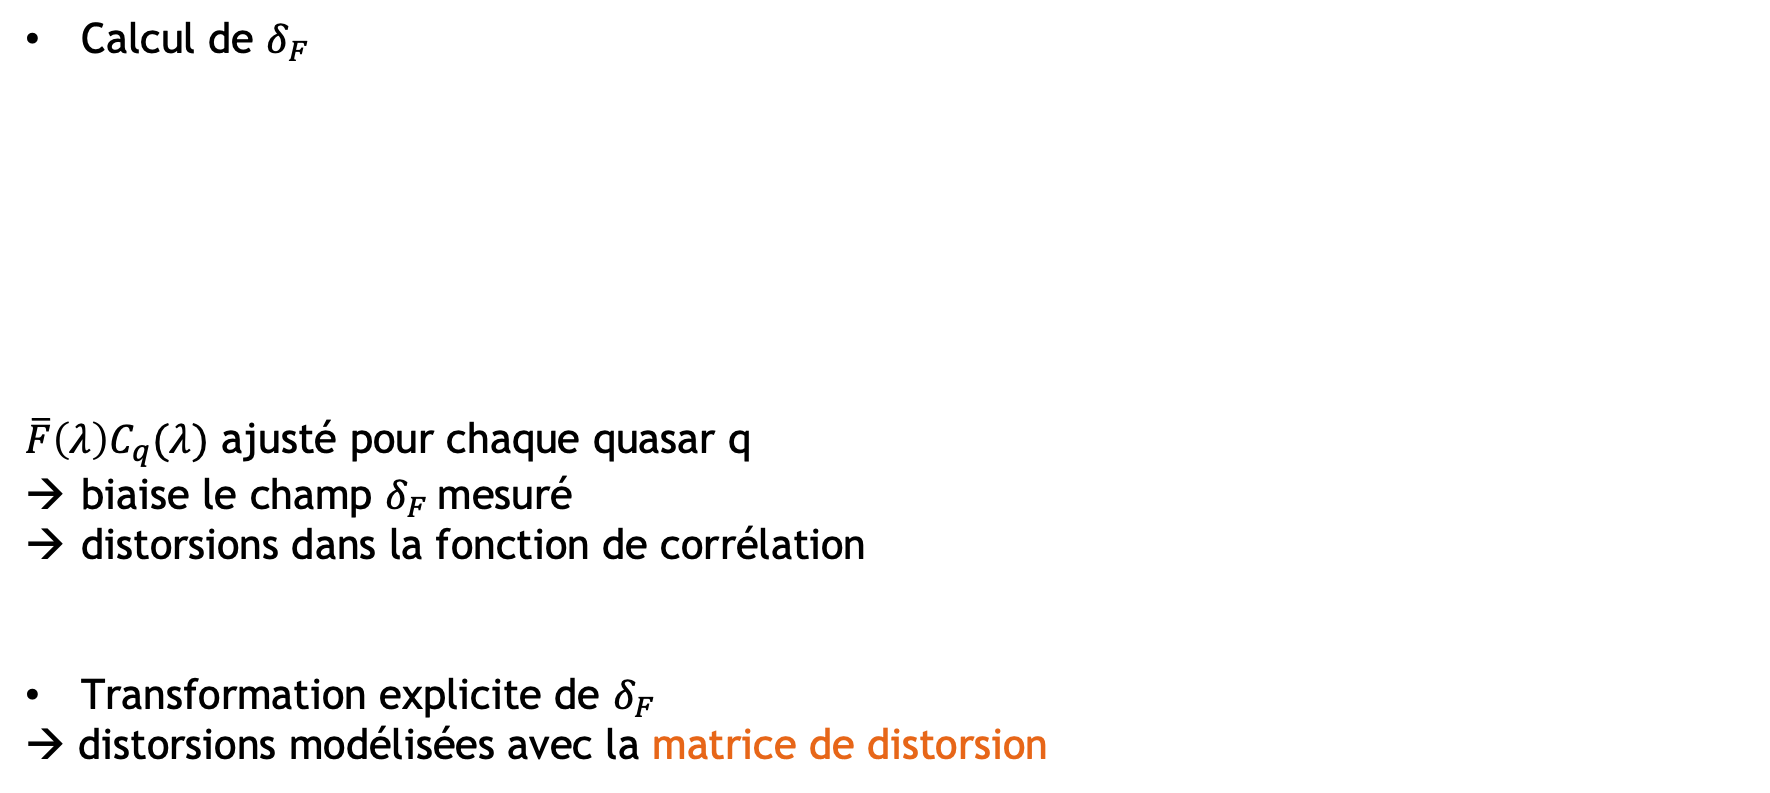 • Calcul de δ_F
F̄(λ)C_q(λ) ajusté pour chaque quasar q
→ biaise le champ δ_F mesuré
→ distorsions dans la fonction de corrélation
• Transformation explicite de δ_F
→ distorsions modélisées avec la matrice de distorsion